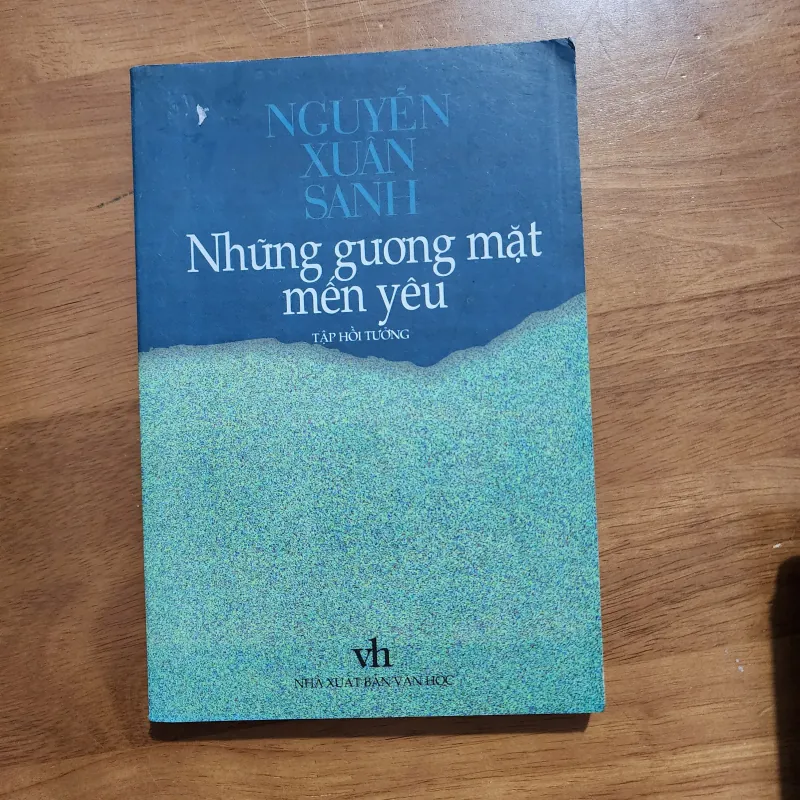 NGUYỄN
XUÂN
SANH
Những gương mặt
mến yêu
TẬP HỒI TƯỞNG
vh
NHÀ XUẤT BẢN VĂN HỌC